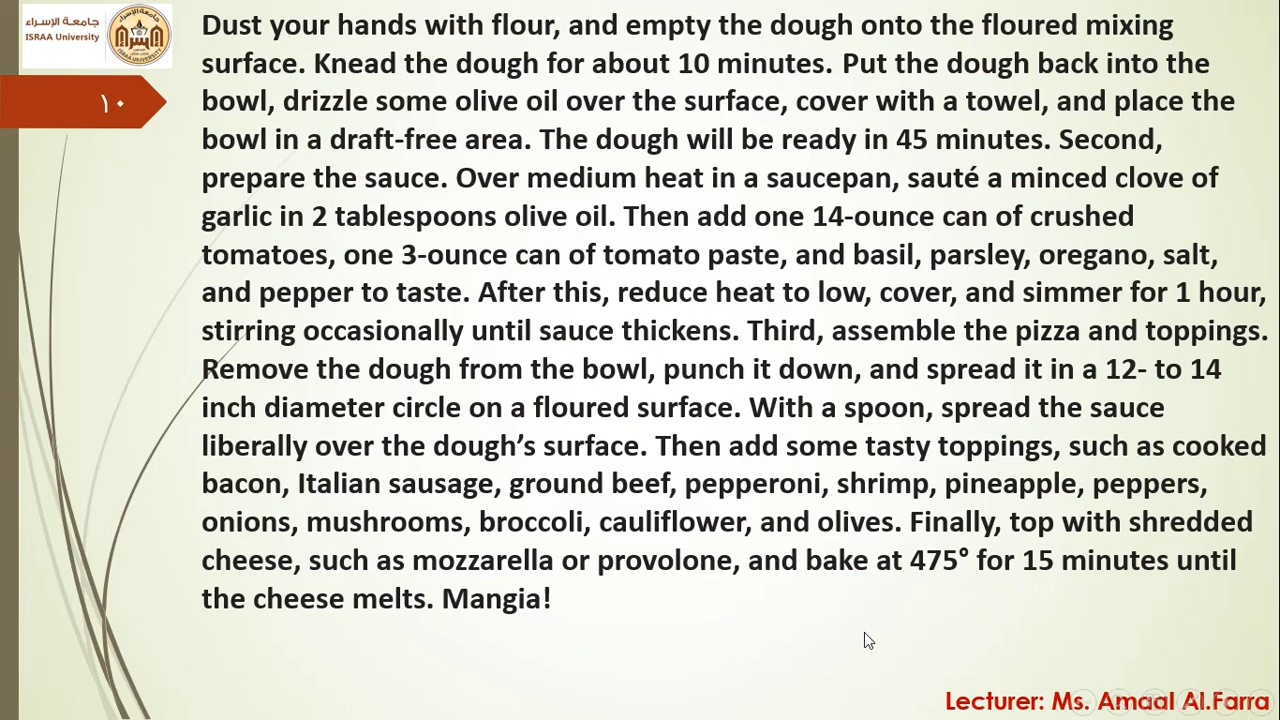 جامعة الإسراء
ISRAA University
١٠
Dust your hands with flour, and empty the dough onto the floured mixing
surface. Knead the dough for about 10 minutes. Put the dough back into the
bowl, drizzle some olive oil over the surface, cover with a towel, and place the
bowl in a draft-free area. The dough will be ready in 45 minutes. Second,
prepare the sauce. Over medium heat in a saucepan, sauté a minced clove of
garlic in 2 tablespoons olive oil. Then add one 14-ounce can of crushed
tomatoes, one 3-ounce can of tomato paste, and basil, parsley, oregano, salt,
and pepper to taste. After this, reduce heat to low, cover, and simmer for 1 hour,
stirring occasionally until sauce thickens. Third, assemble the pizza and toppings.
Remove the dough from the bowl, punch it down, and spread it in a 12- to 14
inch diameter circle on a floured surface. With a spoon, spread the sauce
liberally over the dough’s surface. Then add some tasty toppings, such as cooked
bacon, Italian sausage, ground beef, pepperoni, shrimp, pineapple, peppers,
onions, mushrooms, broccoli, cauliflower, and olives. Finally, top with shredded
cheese, such as mozzarella or provolone, and bake at 475° for 15 minutes until
the cheese melts. Mangia!
Lecturer: Ms. Amaal Al.Farra